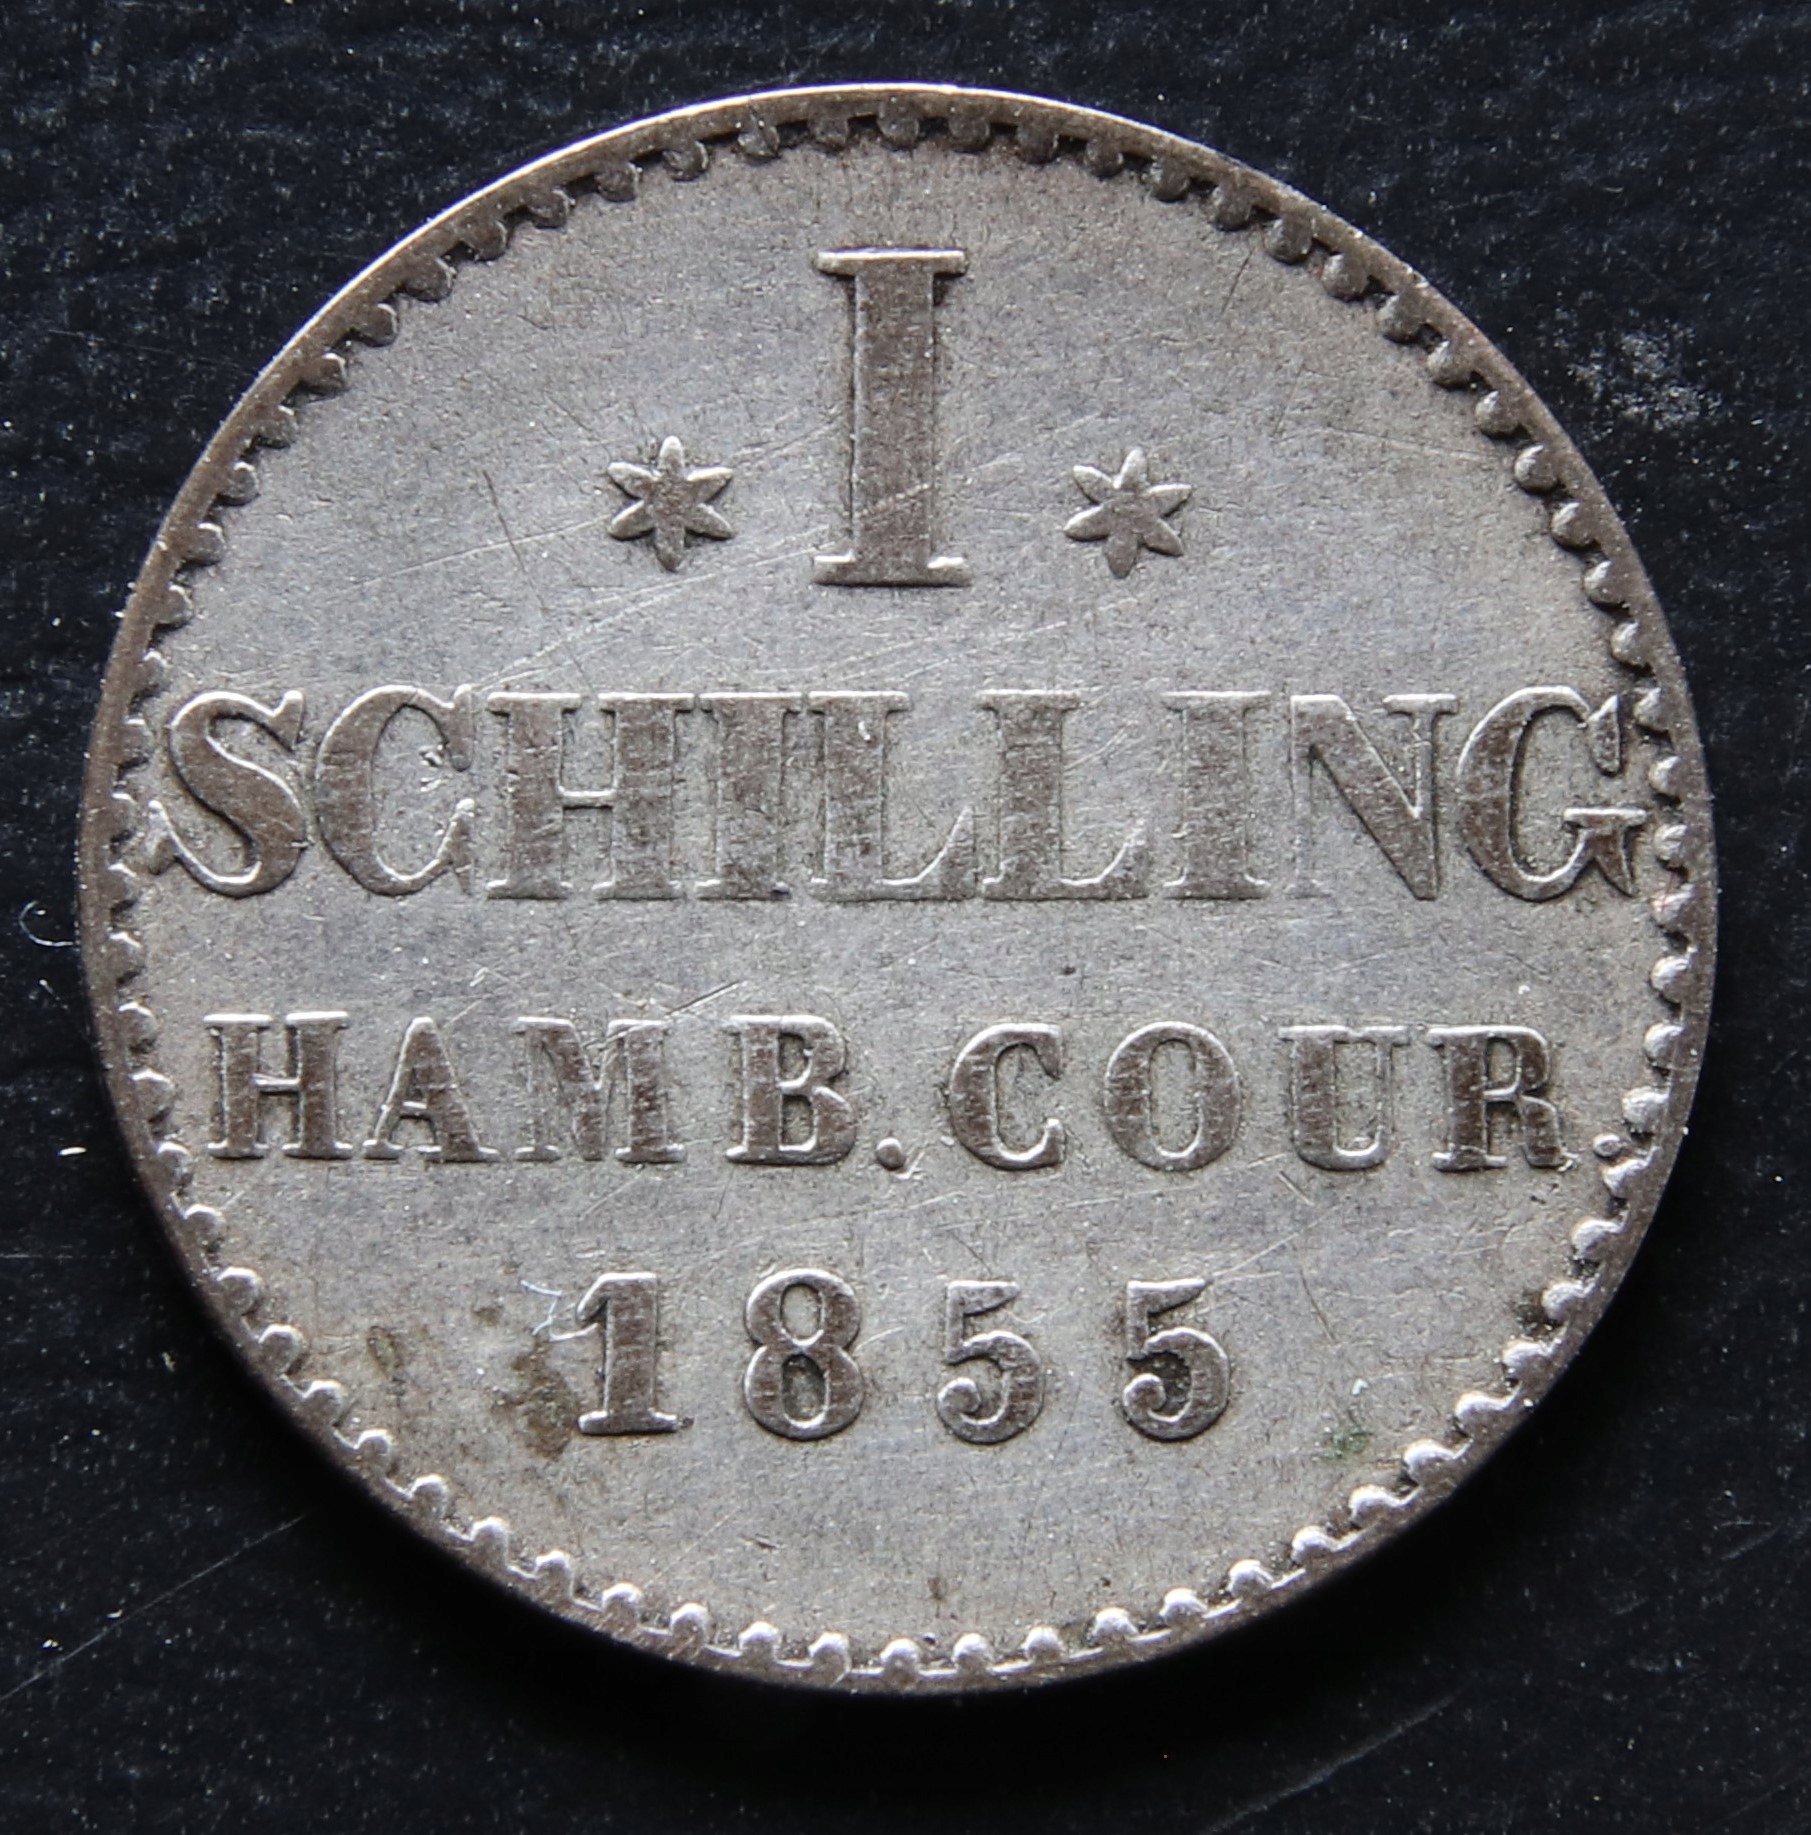 * I *
SCHILLING
HAMB.COUR.
1855